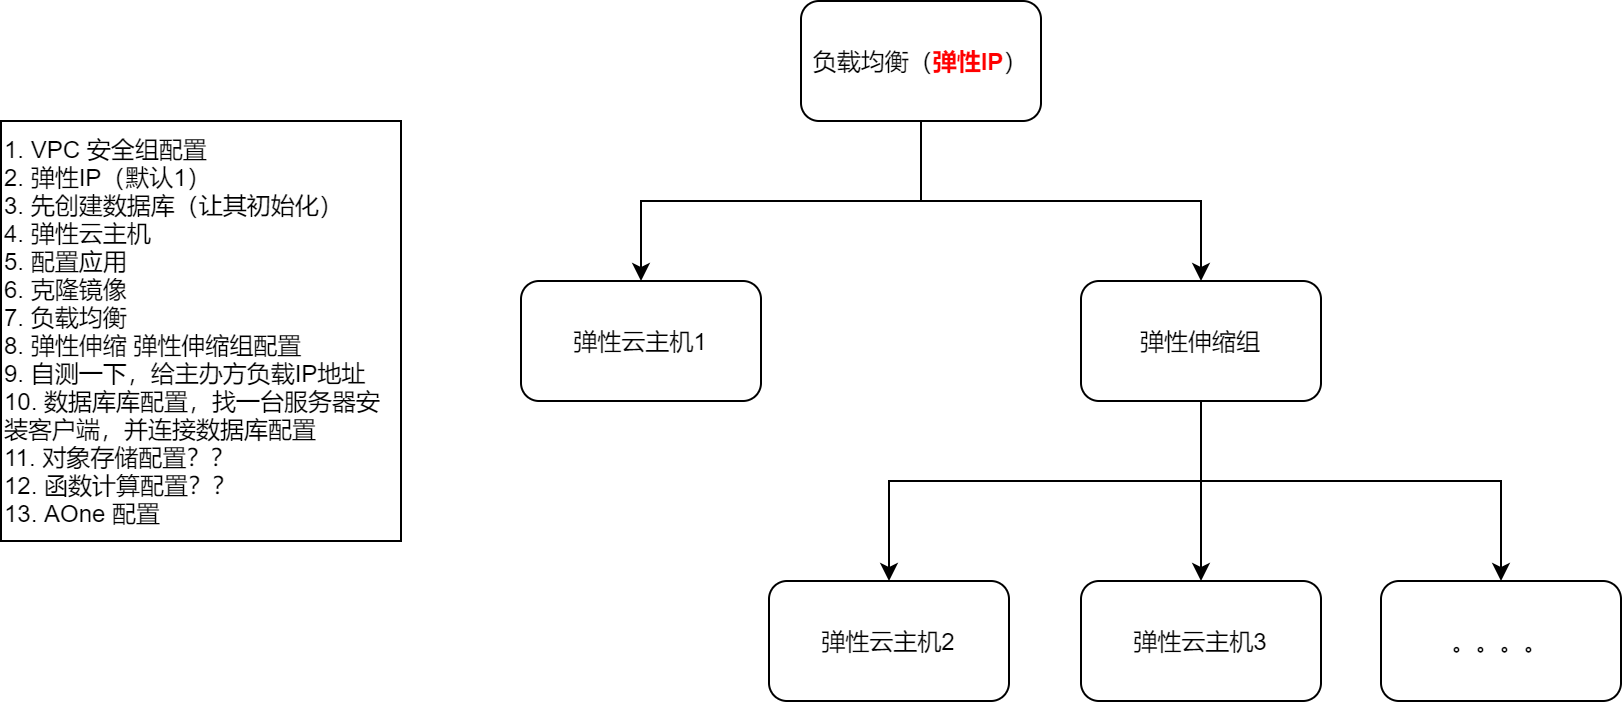 负载均衡（弹性IP）
1. VPC 安全组配置
2. 弹性IP（默认1）
3. 先创建数据库（让其初始化）
4. 弹性云主机
5. 配置应用
6. 克隆镜像
7. 负载均衡
8. 弹性伸缩 弹性伸缩组配置
9. 自测一下，给主办方负载IP地址
10. 数据库库配置，找一台服务器安
装客户端，并连接数据库配置
11. 对象存储配置？？
12. 函数计算配置？？
13. AOne 配置
弹性云主机1
弹性伸缩组
弹性云主机2
弹性云主机3
。。。。